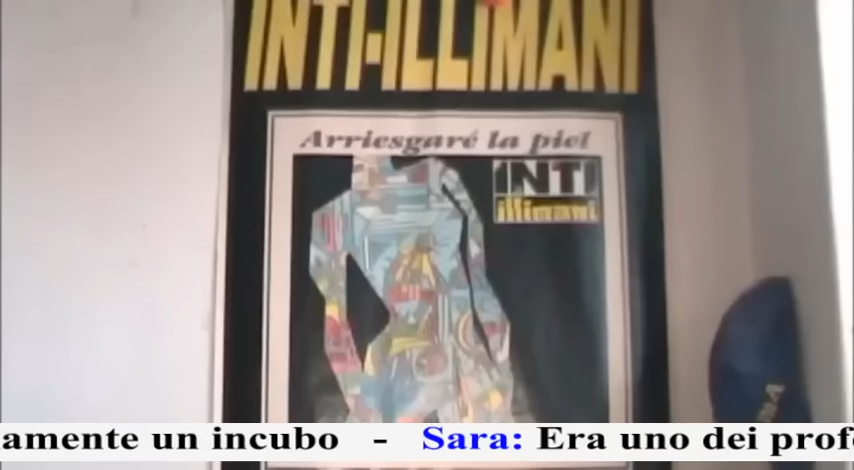 INTI-ILLIMANI
Arriesgaré la piel
INTI
illimani
amente un incubo - Sara: Era uno dei prof